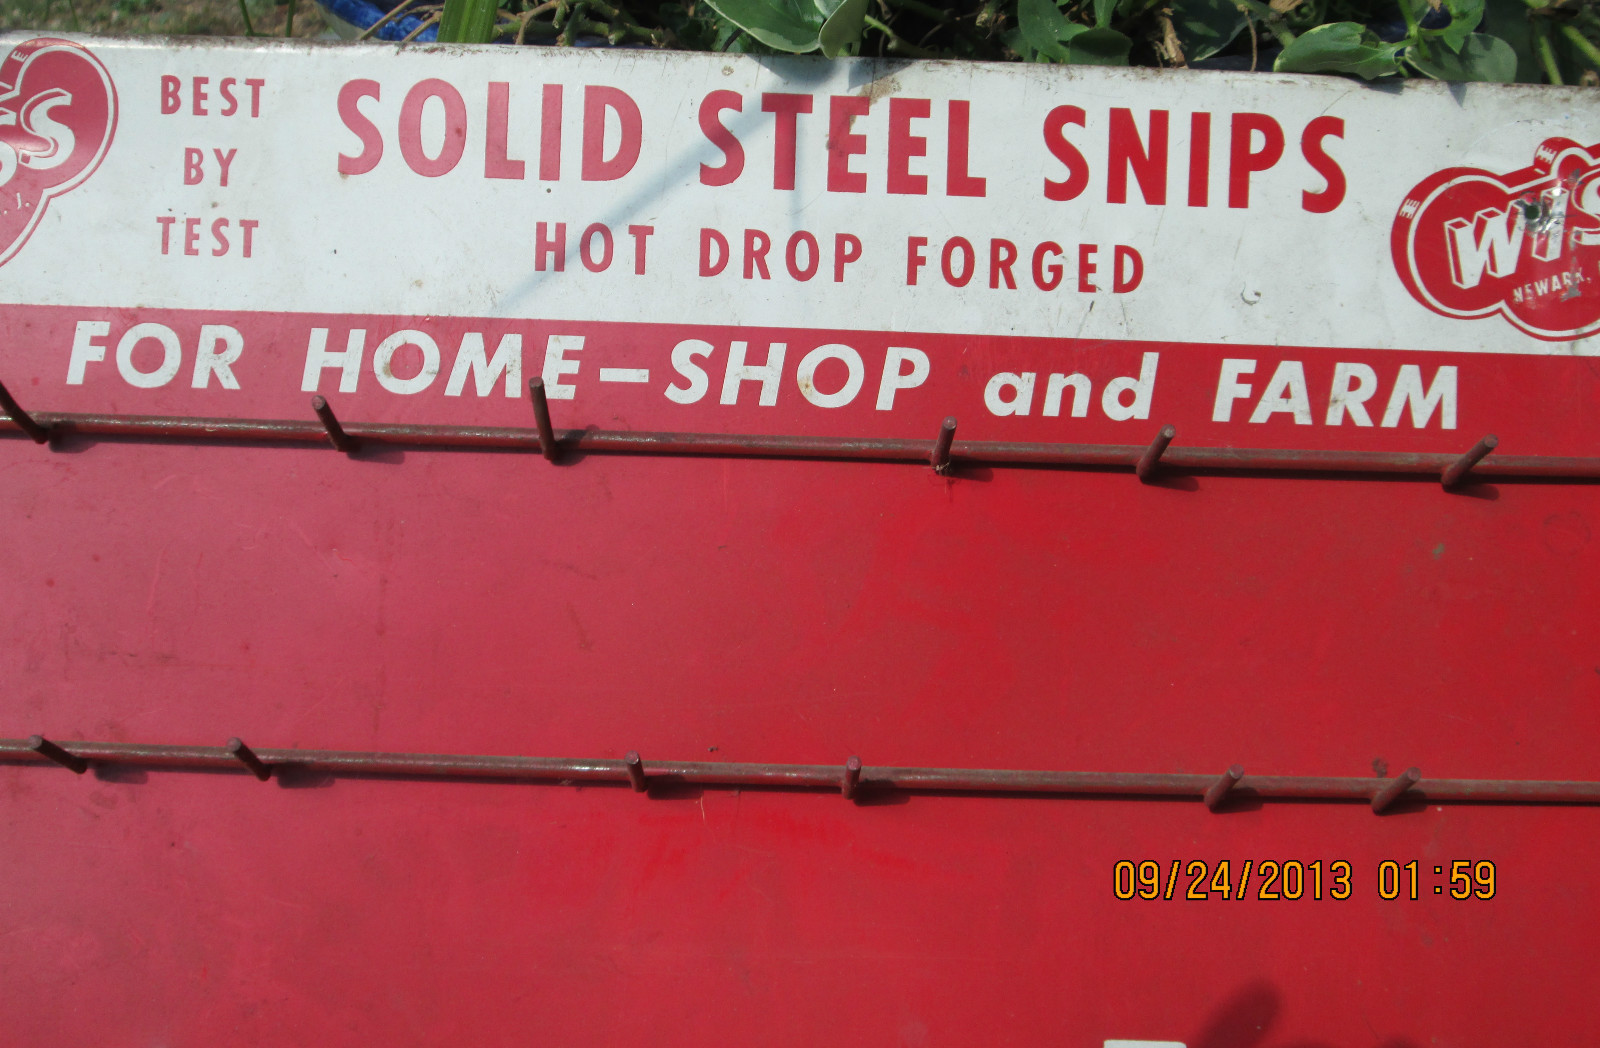 BEST
BY
TEST
SOLID STEEL SNIPS
HOT DROP FORGED
NEWARK,
FOR HOME-SHOP and FARM
09/24/2013 01:59